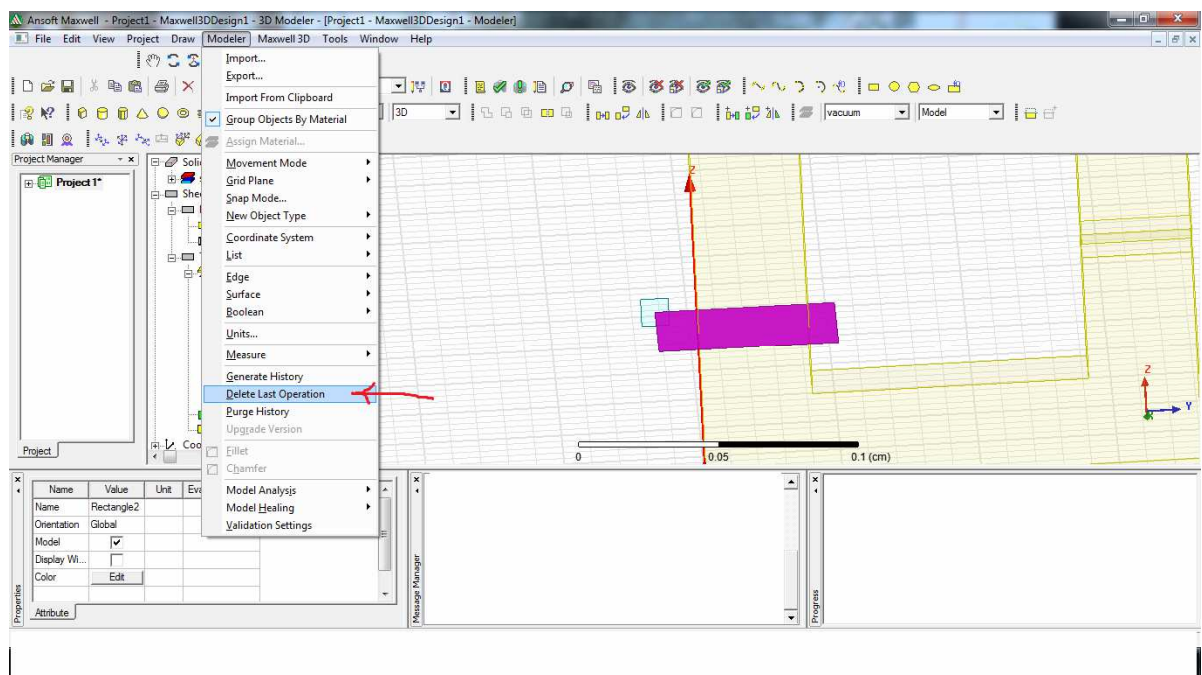 Ansoft Maxwell - Project1 - Maxwell3DDesign1 - 3D Modeler - [Project1 - Maxwell3DDesign1 - Modeler]
File Edit View Project Draw Modeler Maxwell 3D Tools Window Help
Import...
Export...
Import From Clipboard
Group Objects By Material
Assign Material...
Movement Mode
Grid Plane
Snap Mode...
New Object Type
Coordinate System
List
Edge
Surface
Boolean
Units...
Measure
Generate History
Delete Last Operation
Purge History
Upgrade Version
Fillet
Chamfer
Model Analysis
Model Healing
Validation Settings
3D
vacuum
Model
Project Manager
Project1*
Project
Z
Z
Y
0 0.05 0.1 (cm)
Name Value Unit
Name Rectangle2
Orientation Global
Model
Display Wi...
Color Edit
Attribute
Properties
Message Manager
Progress